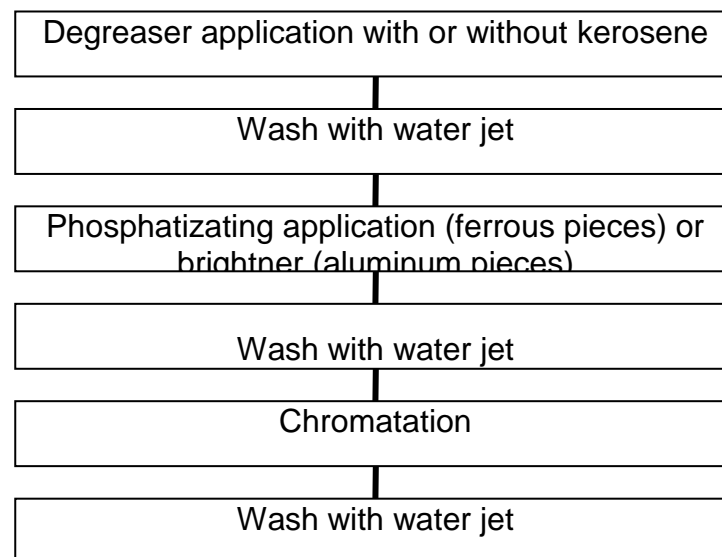 Degreaser application with or without kerosene
Wash with water jet
Phosphatizating application (ferrous pieces) or
brightner (aluminum pieces)
Wash with water jet
Chromatation
Wash with water jet